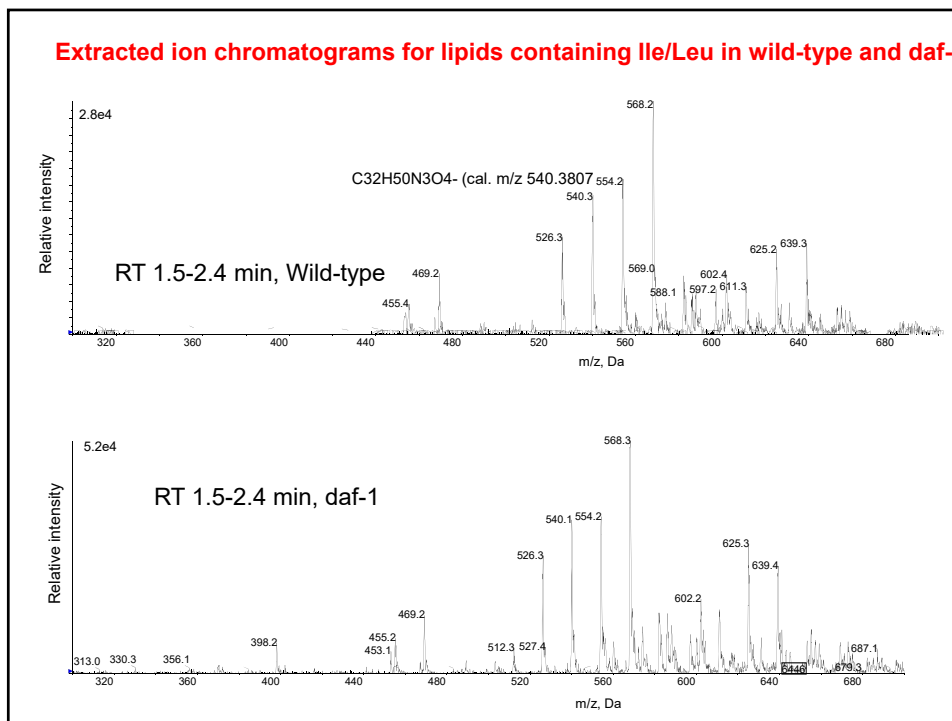 Extracted ion chromatograms for lipids containing Ile/Leu in wild-type and daf-
2.8e4
568.2
C32H50N3O4- (cal. m/z 540.3807
554.2
540.3
526.3
RT 1.5-2.4 min, Wild-type
469.2
455.4
569.0
588.1
597.2
602.4
611.3
625.2
639.3
Relative intensity
320 360 400 440 480 520 560 600 640 680
m/z, Da
5.2e4
568.3
RT 1.5-2.4 min, daf-1
540.1
554.2
526.3
625.3
639.4
602.2
469.2
455.2
453.1
398.2
512.3
527.4
313.0
330.3
356.1
687.1
679.3
6446
Relative intensity
320 360 400 440 480 520 560 600 640 680
m/z, Da